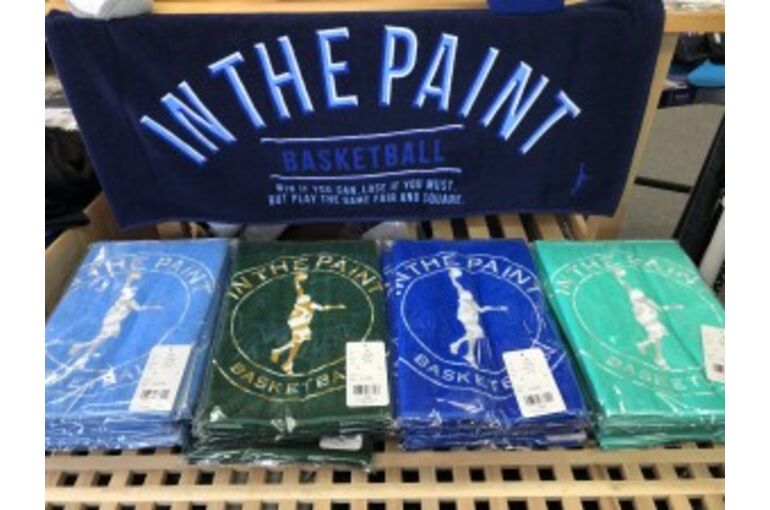 IN THE PAINT
BASKETBALL
WIN IF YOU CAN, LOSE IF YOU MUST,
BUT PLAY THE GAME FAIR AND SQUARE.
IN THE PAINT
IN THE PAINT
BASKETBALL
IN THE PAINT
BASKETBALL
IN THE PAINT
BASKETBALL